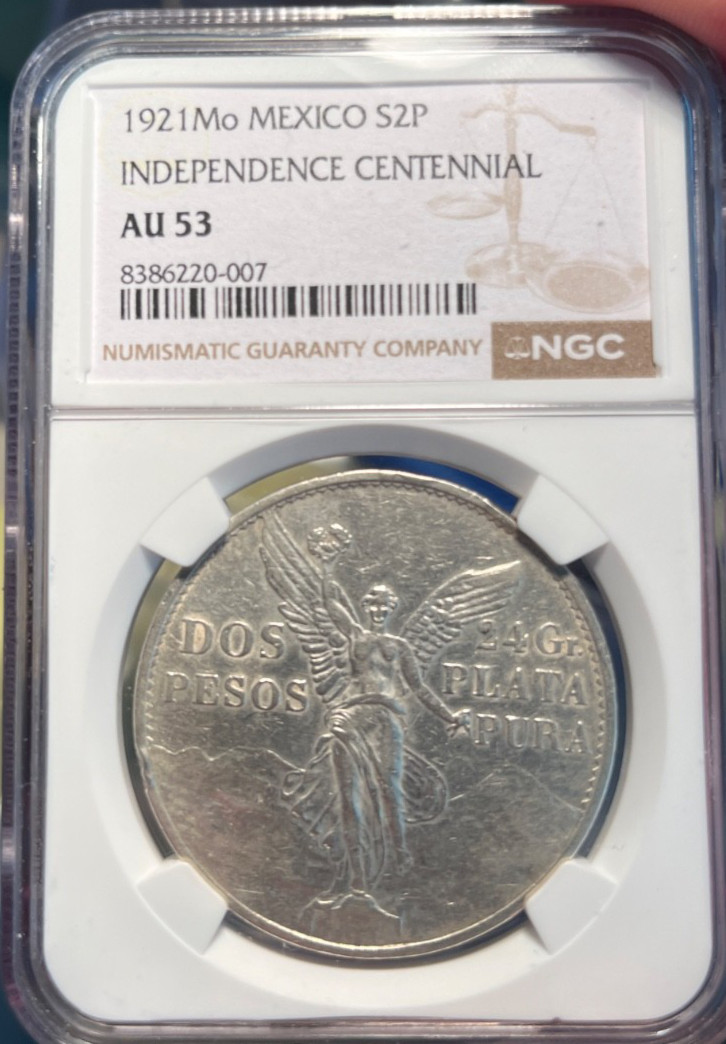 1921Mo MEXICO S2P
INDEPENDENCE CENTENNIAL
AU 53
8386220-007
NUMISMATIC GUARANTY COMPANY
NGC
DOS
PESOS
24 Gr.
PLATA
PURA